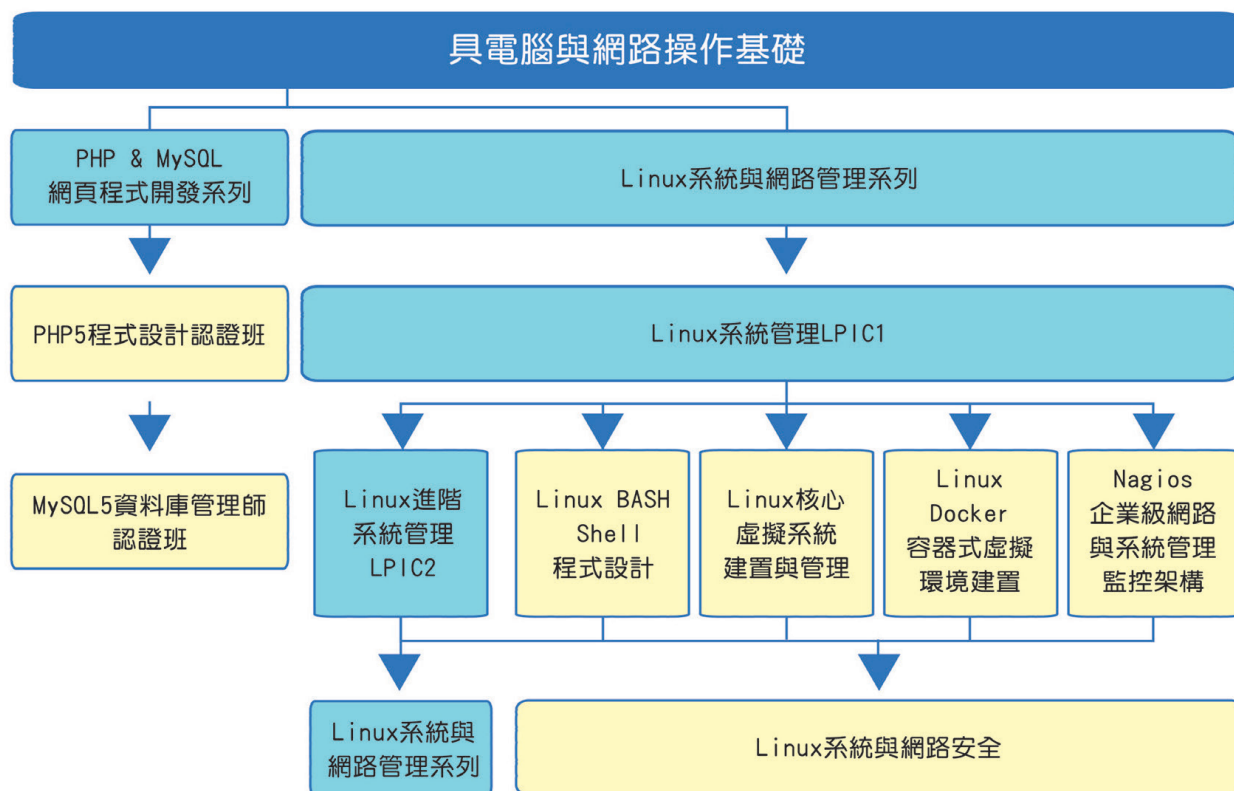 具電腦與網路操作基礎
PHP & MySQL
網頁程式開發系列
Linux系統與網路管理系列
PHP5程式設計認證班
Linux系統管理LPIC1
MySQL5資料庫管理師
認證班
Linux進階
系統管理
LPIC2
Linux BASH
Shell
程式設計
Linux核心
虛擬系統
建置與管理
Linux
Docker
容器式虛擬
環境建置
Nagios
企業級網路
與系統管理
監控架構
Linux系統與
網路管理系列
Linux系統與網路安全